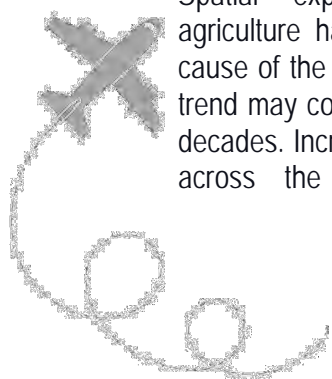 Spatial exp
agriculture ha
cause of the
trend may co
decades. Incr
across the